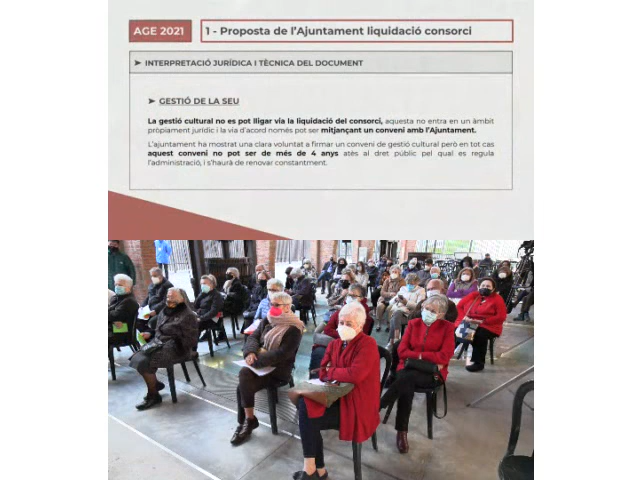 AGE 2021
1 - Proposta de l'Ajuntament liquidació consorci
➤ INTERPRETACIÓ JURÍDICA I TÈCNICA DEL DOCUMENT
➤ GESTIÓ DE LA SEU
La gestió cultural no es pot lligar via la liquidació del consorci, aquesta no entra en un àmbit
pròpiament jurídic i la via d'acord només pot ser mitjançant un conveni amb l'Ajuntament.
L'ajuntament ha mostrat una clara voluntat a firmar un conveni de gestió cultural però en tot cas
aquest conveni no pot ser de més de 4 anys atès al dret públic pel qual es regula
l'administració, i s'haurà de renovar constantment.